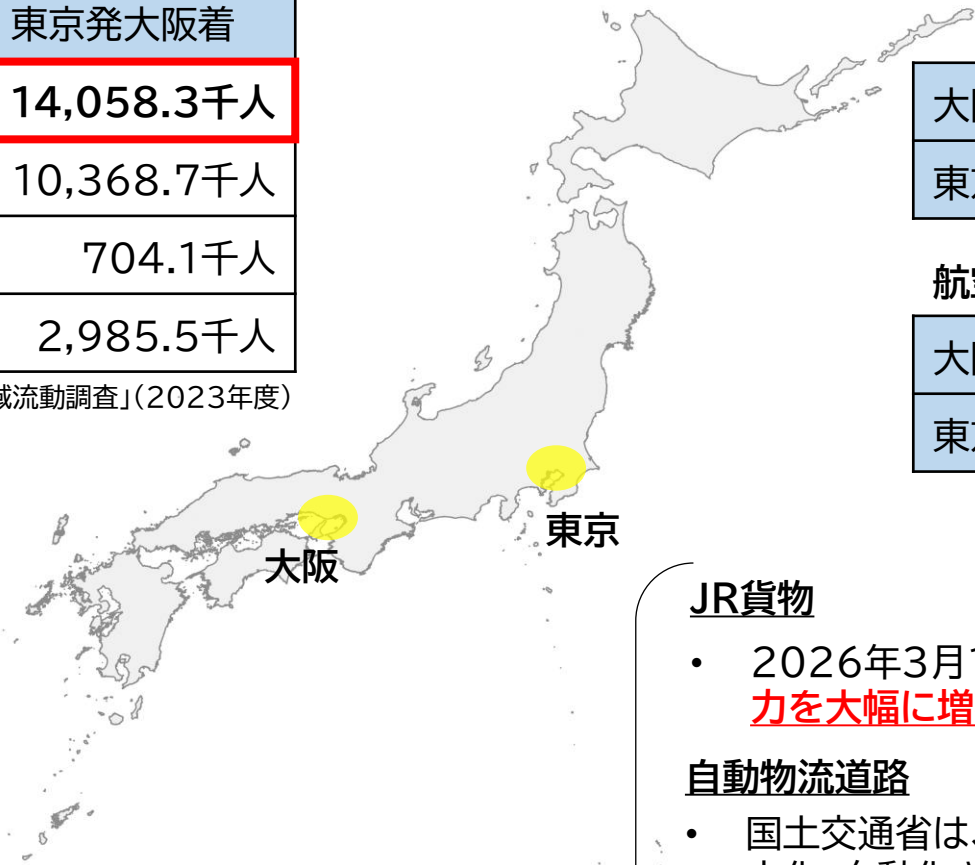 東京発大阪着
14,058.3千人
10,368.7千人
704.1千人
2,985.5千人
流動調査」(2023年度)
大
東
航
大
東
東京
大阪
JR貨物
• 2026年3月1
力を大幅に増
自動物流道路
• 国土交通省は、